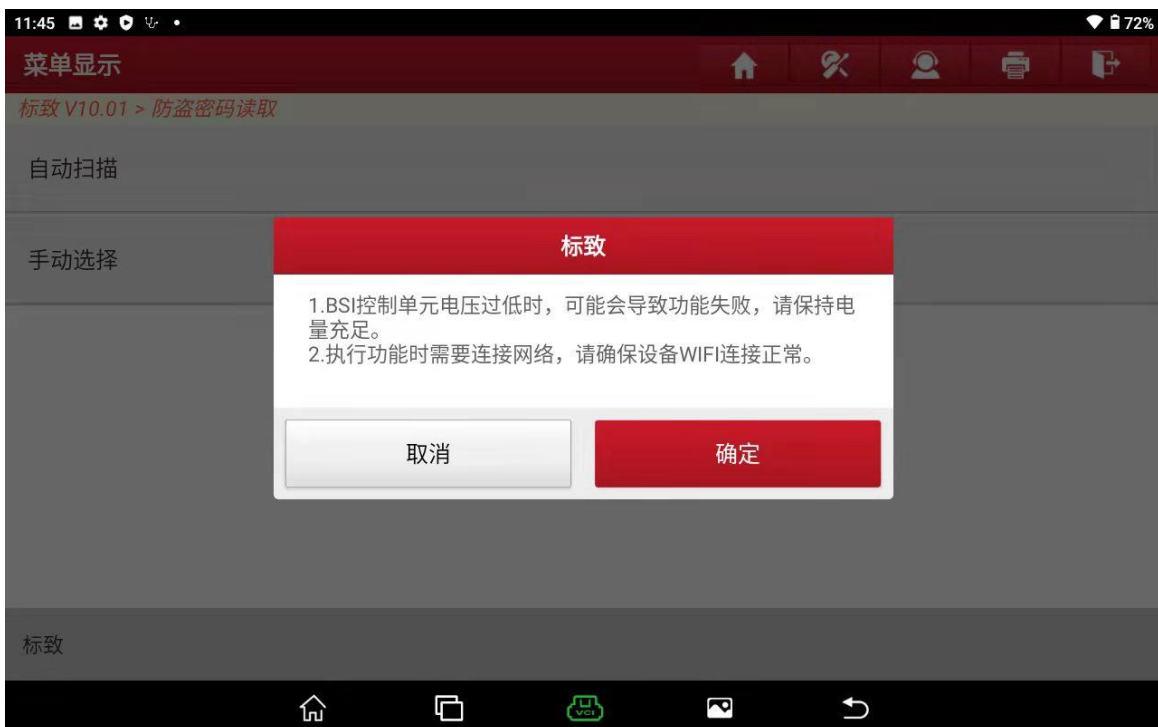 11:45
72%
菜单显示
标致 V10.01 > 防盗密码读取
自动扫描
手动选择
标致
1.BSI控制单元电压过低时，可能会导致功能失败，请保持电
量充足。
2.执行功能时需要连接网络，请确保设备WIFI连接正常。
取消
确定
标致
VCI